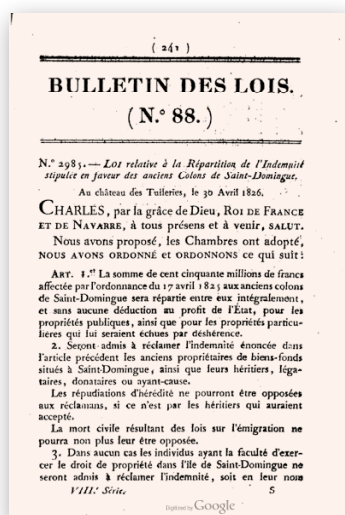 ( 241 )
BULLETIN DES LOIS.
( N.° 88. )
N.° 2985. — LOI relative à la Répartition de l'Indemnité
stipulée en faveur des anciens Colons de Saint-Domingue.
Au château des Tuileries, le 30 Avril 1826.
CHARLES, par la grâce de Dieu, ROI DE FRANCE
ET DE NAVARRE, à tous présens et à venir, SALUT.
Nous avons proposé, les Chambres ont adopté,
NOUS AVONS ORDONNÉ ET ORDONNONS ce qui suit :
ART. 1.er La somme de cent cinquante millions de francs
affectée par l'ordonnance du 17 avril 1825 aux anciens colons
de Saint-Domingue sera répartie entre eux intégralement,
et sans aucune déduction au profit de l'État, pour les
propriétés publiques, ainsi que pour les propriétés particu-
lières qui lui seraient échues par déshérence.
2. Seront admis à réclamer l'indemnité énoncée dans
l'article précédent les anciens propriétaires de biens-fonds
situés à Saint-Domingue, ainsi que leurs héritiers, léga-
taires, donataires ou ayant-cause.
Les répudiations d'hérédité ne pourront être opposées
aux réclamans, si ce n'est par les héritiers qui auraient
accepté.
La mort civile résultant des lois sur l'émigration ne
pourra non plus leur être opposée.
3. Dans aucun cas les individus ayant la faculté d'exer-
cer le droit de propriété dans l'île de Saint-Domingue ne
seront admis à réclamer l'indemnité, soit en leur nom
VIII.e Série. S
Digitized by Google